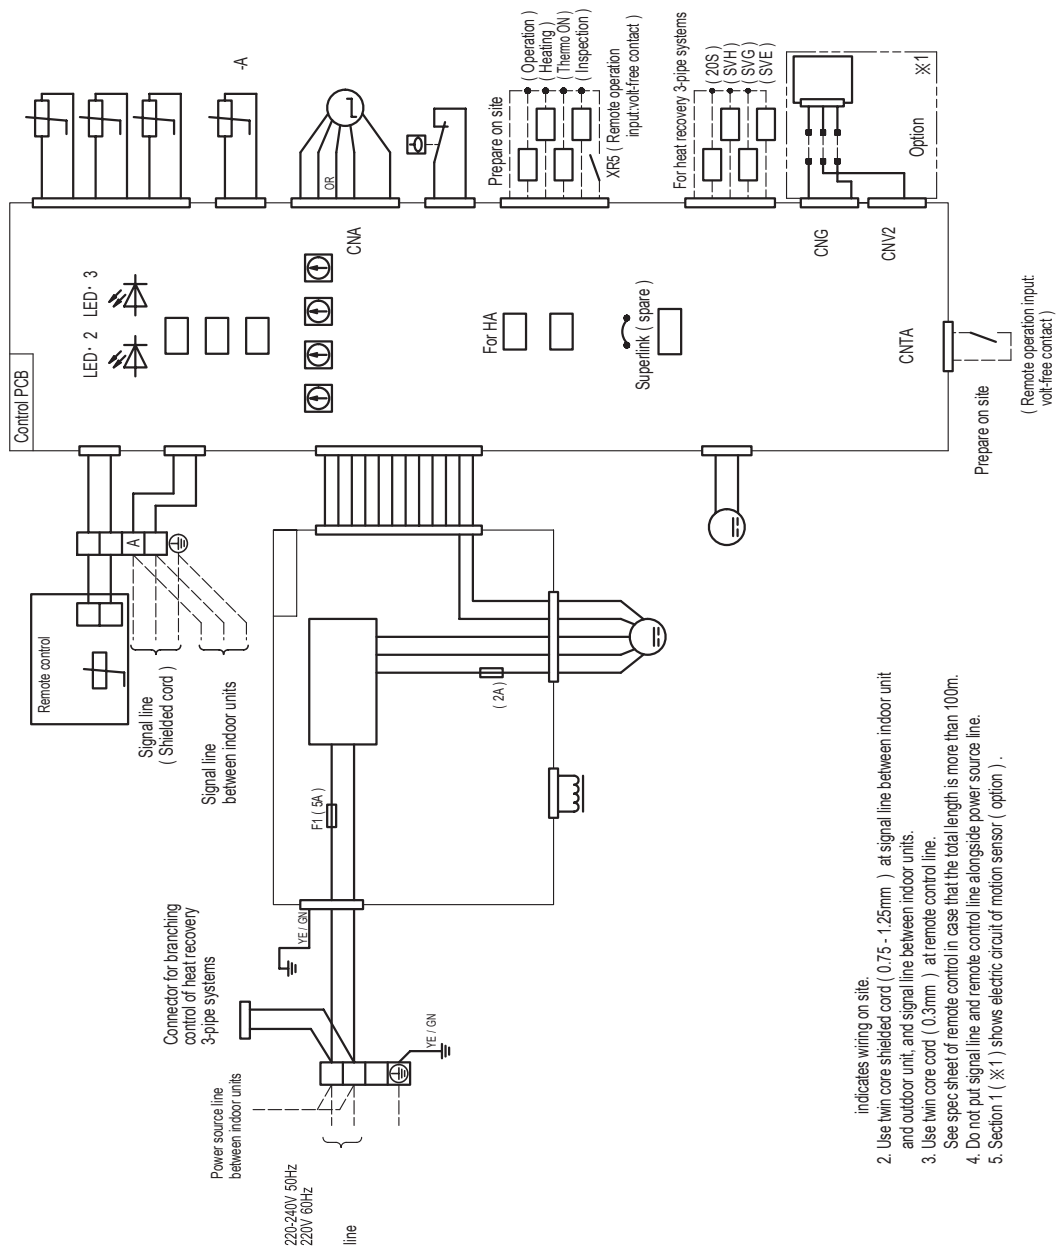 Control PCB
LED・ 2
LED・ 3
-A
OR
CNA
Prepare on site
( Operation )
( Heating )
( Thermo ON )
( Inspection )
XR5 ( Remote operation
input:volt-free contact )
For HA
Superlink ( spare )
For heat recovery 3-pipe systems
( 20S )
( SVH )
( SVG )
( SVE )
※1
Option
CNG
CNV2
CNTA
Prepare on site
( Remote operation input:
volt-free contact )
Remote control
A
Signal line
( Shielded cord )
Signal line
between indoor units
F1 ( 5A )
( 2A )
YE / GN
Connector for branching
control of heat recovery
3-pipe systems
YE / GN
Power source line
between indoor units
220-240V 50Hz
220V 60Hz
line
indicates wiring on site.
2. Use twin core shielded cord ( 0.75 - 1.25mm ) at signal line between indoor unit
and outdoor unit, and signal line between indoor units.
3. Use twin core cord ( 0.3mm ) at remote control line.
See spec sheet of remote control in case that the total length is more than 100m.
4. Do not put signal line and remote control line alongside power source line.
5. Section 1 ( ※1 ) shows electric circuit of motion sensor ( option ) .